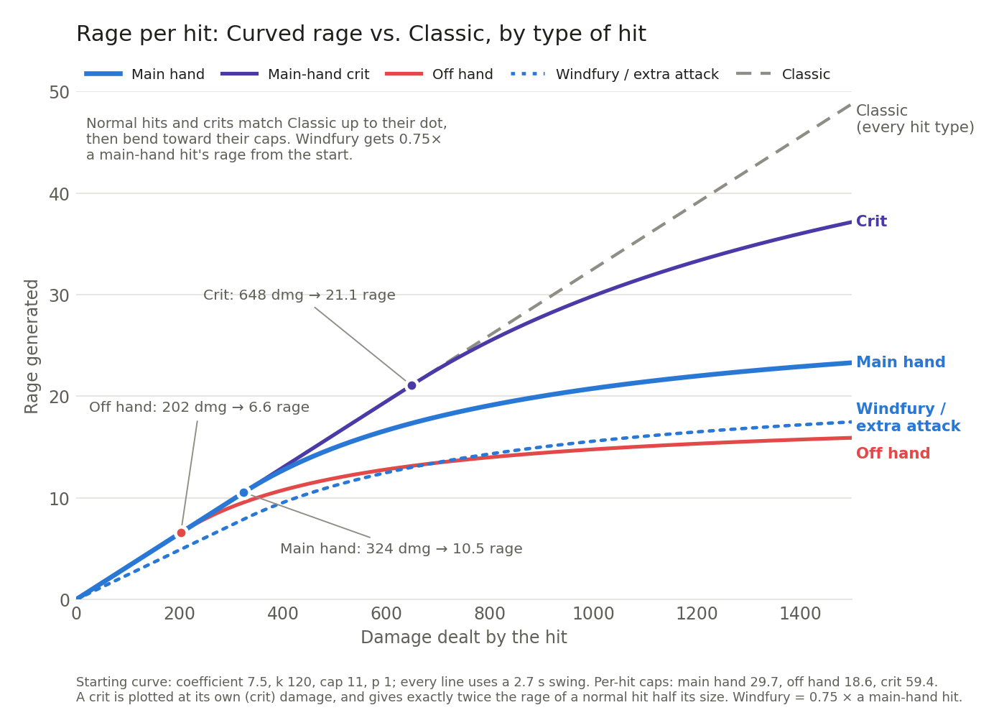 Rage per hit: Curved rage vs. Classic, by type of hit
Main hand
Main-hand crit
Off hand
Windfury / extra attack
Classic
50
40
30
20
10
0
Rage generated
Normal hits and crits match Classic up to their dot,
then bend toward their caps. Windfury gets 0.75×
a main-hand hit's rage from the start.
Classic
(every hit type)
Crit
Crit: 648 dmg → 21.1 rage
Main hand
Off hand: 202 dmg → 6.6 rage
Windfury /
extra attack
Off hand
Main hand: 324 dmg → 10.5 rage
0
200
400
600
800
1000
1200
1400
Damage dealt by the hit
Starting curve: coefficient 7.5, k 120, cap 11, p 1; every line uses a 2.7 s swing. Per-hit caps: main hand 29.7, off hand 18.6, crit 59.4.
A crit is plotted at its own (crit) damage, and gives exactly twice the rage of a normal hit half its size. Windfury = 0.75 × a main-hand hit.